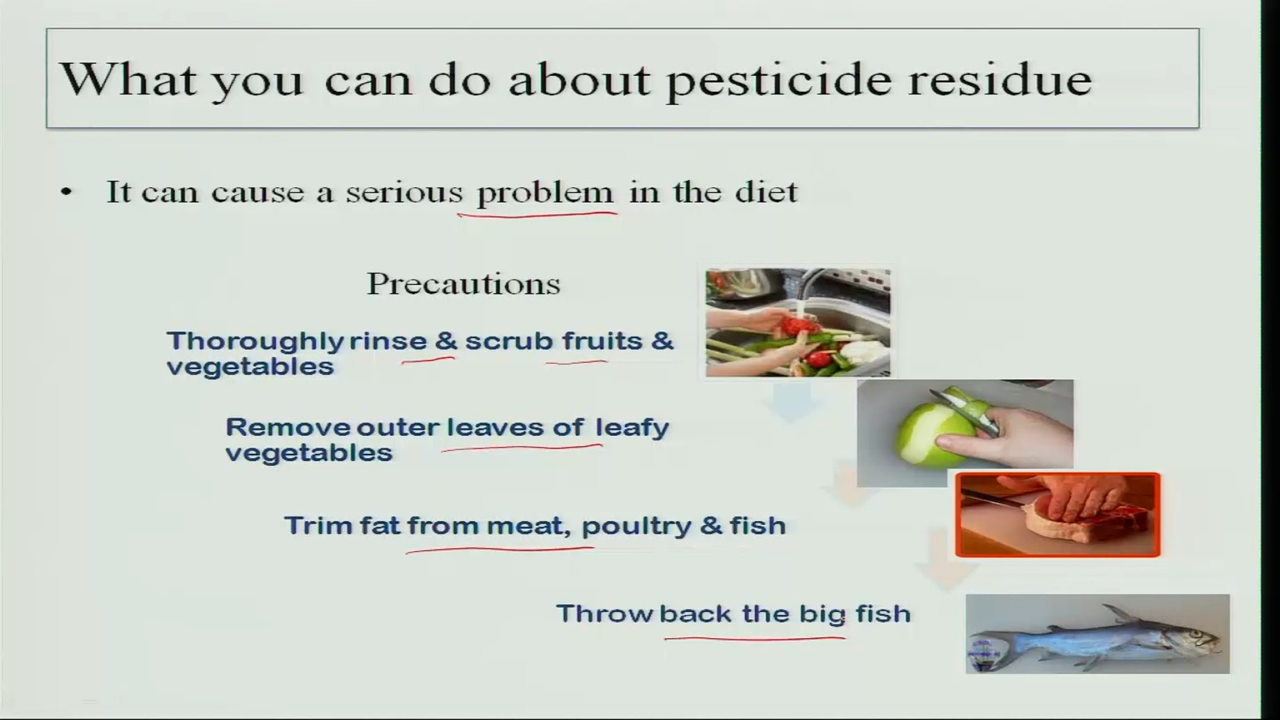 What you can do about pesticide residue
• It can cause a serious problem in the diet
Precautions
Thoroughly rinse & scrub fruits &
vegetables
Remove outer leaves of leafy
vegetables
Trim fat from meat, poultry & fish
Throw back the big fish